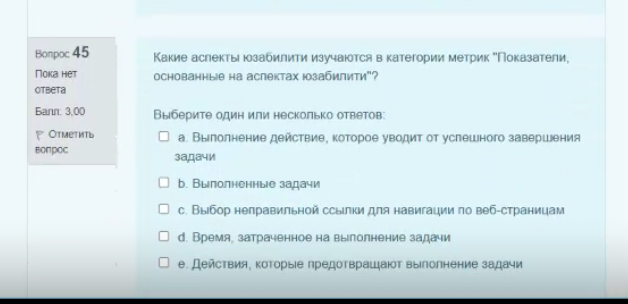 Вопрос 45
Пока нет
ответа
Балл: 3,00
Отметить
вопрос
Какие аспекты юзабилити изучаются в категории метрик "Показатели,
основанные на аспектах юзабилити"?
Выберите один или несколько ответов:
a. Выполнение действие, которое уводит от успешного завершения
задачи
b. Выполненные задачи
c. Выбор неправильной ссылки для навигации по веб-страницам
d. Время, затраченное на выполнение задачи
e. Действия, которые предотвращают выполнение задачи